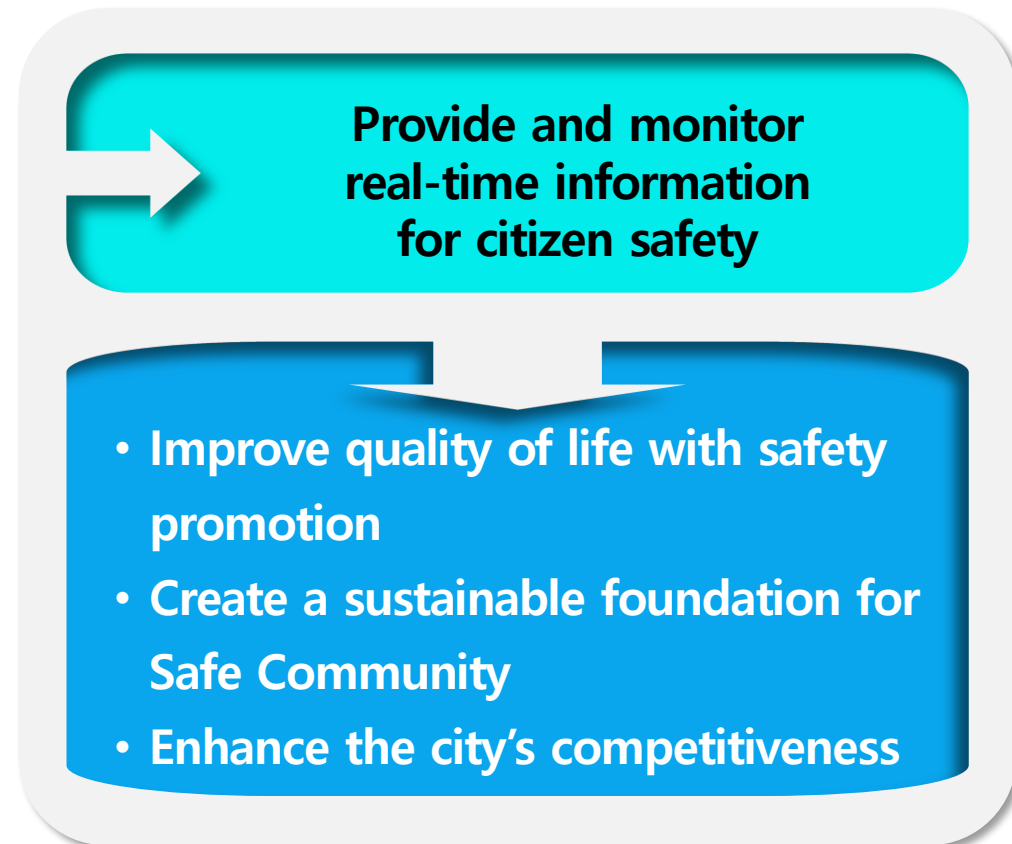 Provide and monitor
real-time information
for citizen safety
• Improve quality of life with safety
promotion
• Create a sustainable foundation for
Safe Community
• Enhance the city’s competitiveness